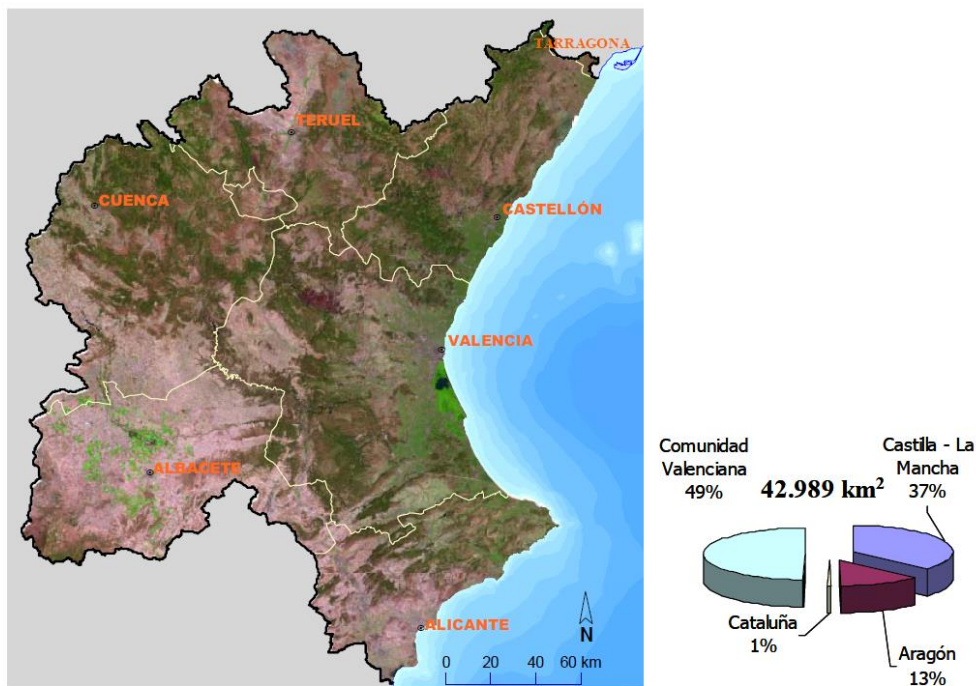 TARRAGONA
TERUEL
CUENCA
CASTELLÓN
VALENCIA
ALBACETE
ALICANTE
N
0 20 40 60 km
Comunidad
Valenciana
49%
42.989 km²
Castilla - La
Mancha
37%
Cataluña
1%
Aragón
13%